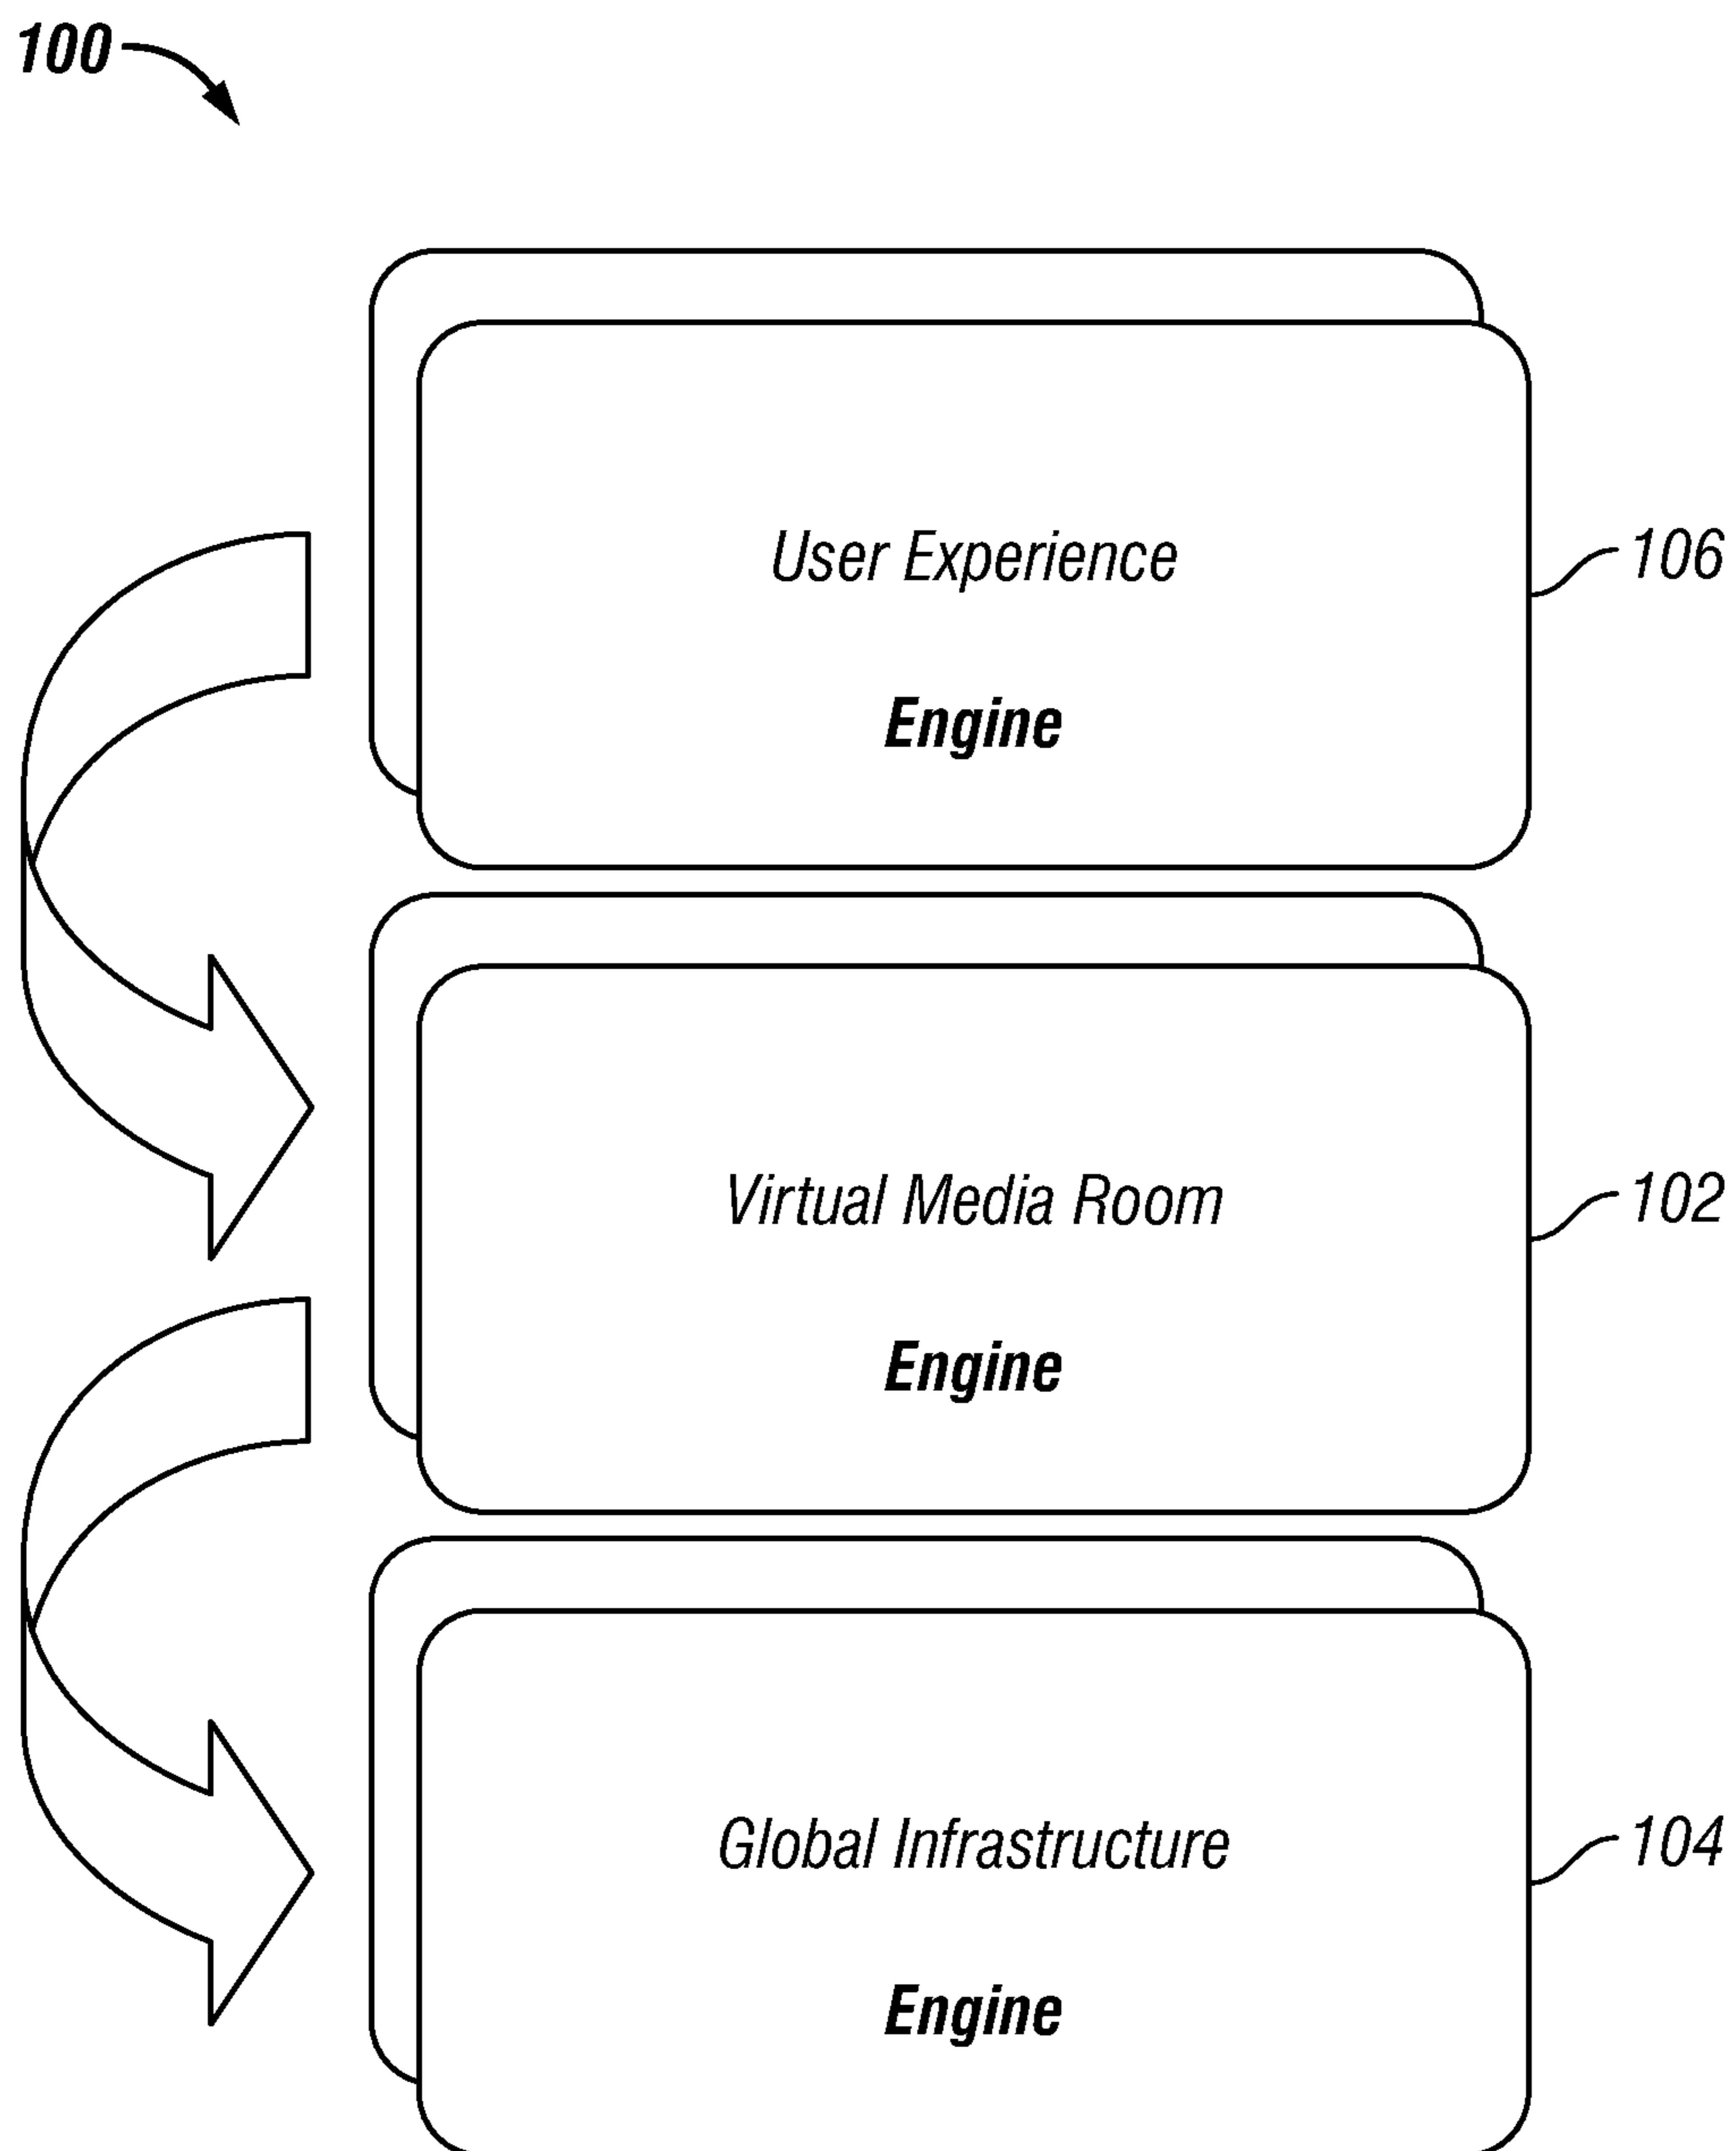 100
User Experience
106
Engine
Virtual Media Room
102
Engine
Global Infrastructure
104
Engine